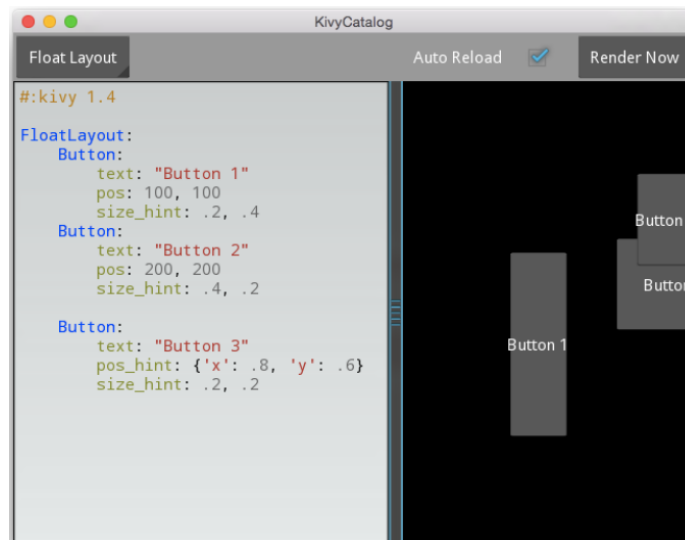 KivyCatalog
Float Layout
Auto Reload
Render Now
#:kivy 1.4
FloatLayout:
    Button:
        text: "Button 1"
        pos: 100, 100
        size_hint: .2, .4
    Button:
        text: "Button 2"
        pos: 200, 200
        size_hint: .4, .2
    Button:
        text: "Button 3"
        pos_hint: {'x': .8, 'y': .6}
        size_hint: .2, .2
Button
Button 1